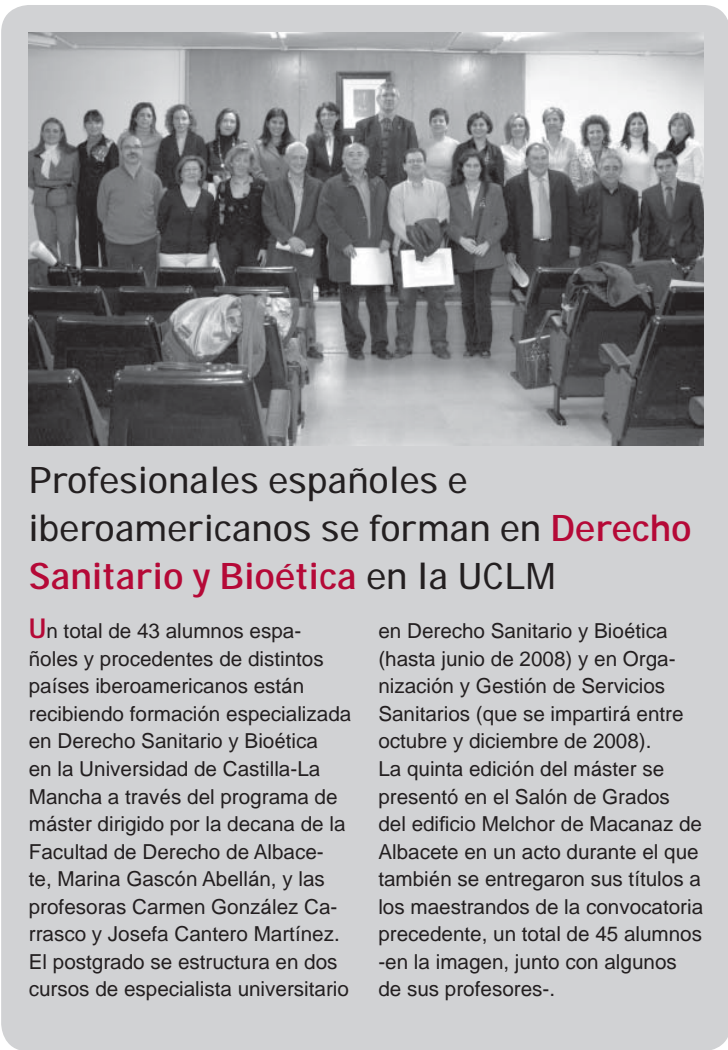 Profesionales españoles e
iberoamericanos se forman en Derecho
Sanitario y Bioética en la UCLM
Un total de 43 alumnos espa-
ñoles y procedentes de distintos
países iberoamericanos están
recibiendo formación especializada
en Derecho Sanitario y Bioética
en la Universidad de Castilla-La
Mancha a través del programa de
máster dirigido por la decana de la
Facultad de Derecho de Albace-
te, Marina Gascón Abellán, y las
profesoras Carmen González Ca-
rrasco y Josefa Cantero Martínez.
El postgrado se estructura en dos
cursos de especialista universitario
en Derecho Sanitario y Bioética
(hasta junio de 2008) y en Orga-
nización y Gestión de Servicios
Sanitarios (que se impartirá entre
octubre y diciembre de 2008).
La quinta edición del máster se
presentó en el Salón de Grados
del edificio Melchor de Macanaz de
Albacete en un acto durante el que
también se entregaron sus títulos a
los maestrandos de la convocatoria
precedente, un total de 45 alumnos
-en la imagen, junto con algunos
de sus profesores-.